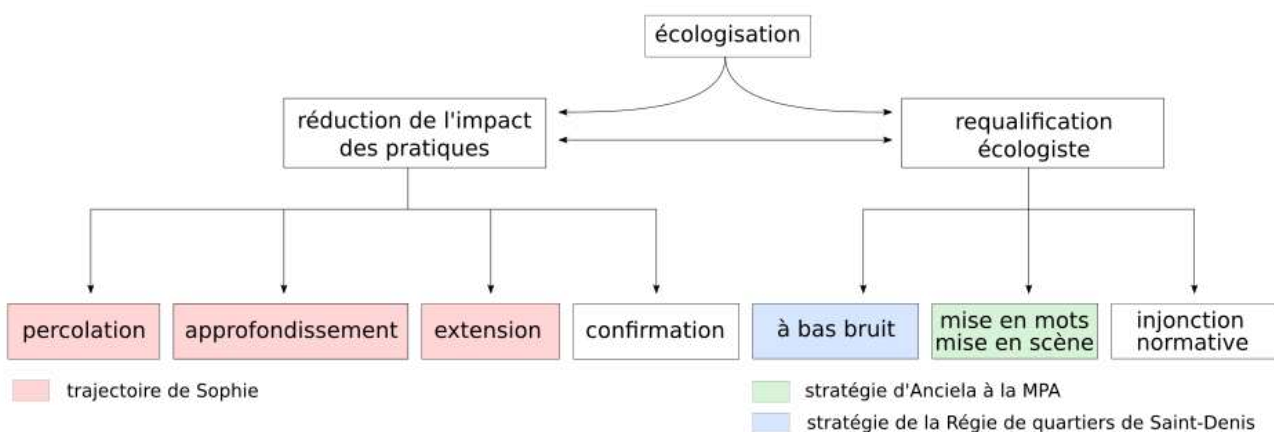 écologisation
réduction de l'impact
des pratiques
requalification
écologiste
percolation
approfondissement
extension
confirmation
à bas bruit
mise en mots
mise en scène
injonction
normative
trajectoire de Sophie
stratégie d'Anciela à la MPA
stratégie de la Régie de quartiers de Saint-Denis